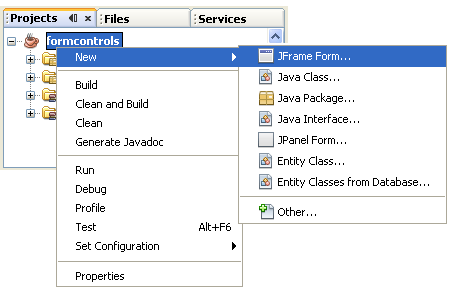 Projects Files Services
formcontrols
New
Build
Clean and Build
Clean
Generate Javadoc
Run
Debug
Profile
Test Alt+F6
Set Configuration
Properties
JFrame Form...
Java Class...
Java Package...
Java Interface...
JPanel Form...
Entity Class...
Entity Classes from Database...
Other...